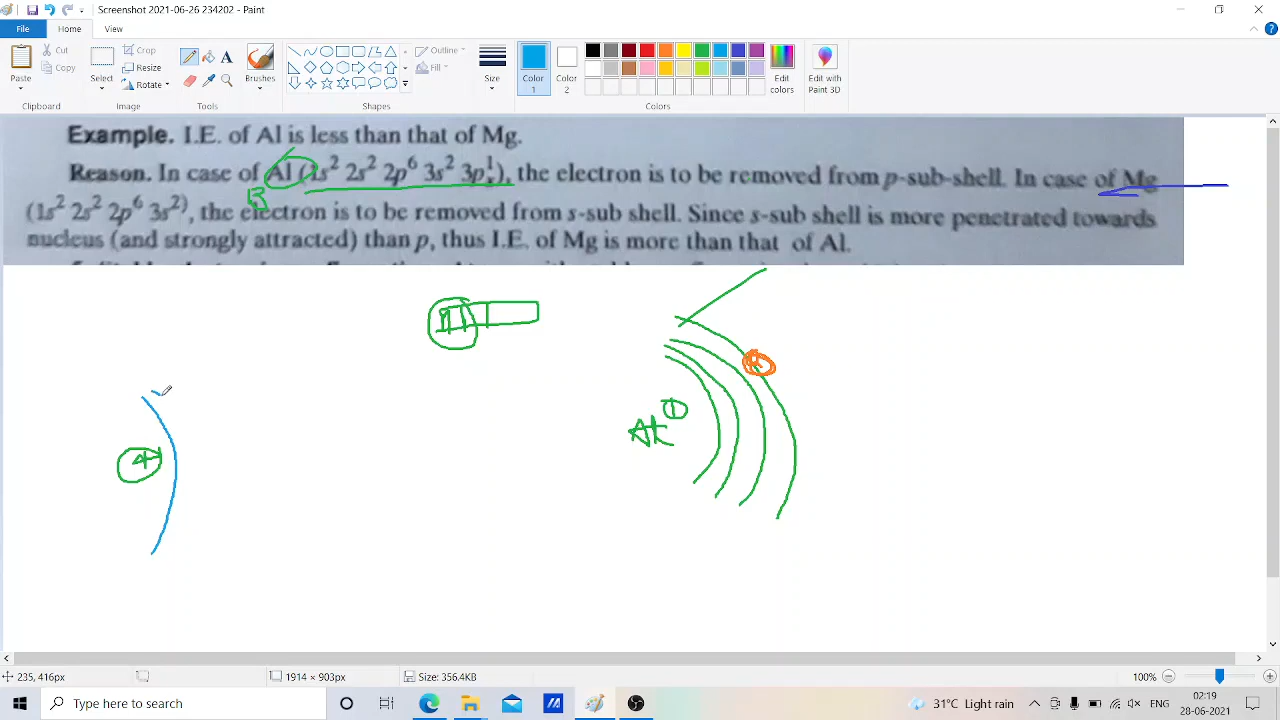 Screenshot 2021-06-26 234202 - Paint
File Home View
Paste
Cut
Copy
Clipboard
Select
Crop
Resize
Rotate
Image
A
Tools
Brushes
Shapes
Outline
Fill
Size
Color 1
Color 2
Edit colors
Colors
Edit with Paint 3D
Example. I.E. of Al is less than that of Mg.
Reason. In case of Al (1s² 2s² 2p⁶ 3s² 3pₓ¹), the electron is to be removed from p-sub-shell. In case of Mg
(1s² 2s² 2p⁶ 3s²), the electron is to be removed from s-sub shell. Since s-sub shell is more penetrated towards
nucleus (and strongly attracted) than p, thus I.E. of Mg is more than that of Al.
235, 416px
1914 × 903px
Size: 356.4KB
100%
Type here to search
31°C Light rain
ENG
02:19
28-06-2021